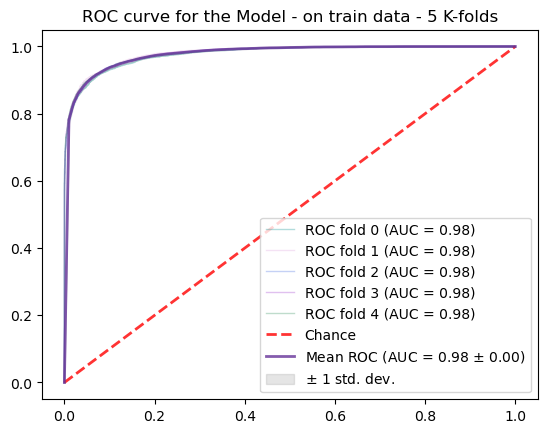 ROC curve for the Model - on train data - 5 K-folds
1.0
0.8
0.6
0.4
0.2
0.0
ROC fold 0 (AUC = 0.98)
ROC fold 1 (AUC = 0.98)
ROC fold 2 (AUC = 0.98)
ROC fold 3 (AUC = 0.98)
ROC fold 4 (AUC = 0.98)
Chance
Mean ROC (AUC = 0.98 ± 0.00)
± 1 std. dev.
0.0 0.2 0.4 0.6 0.8 1.0